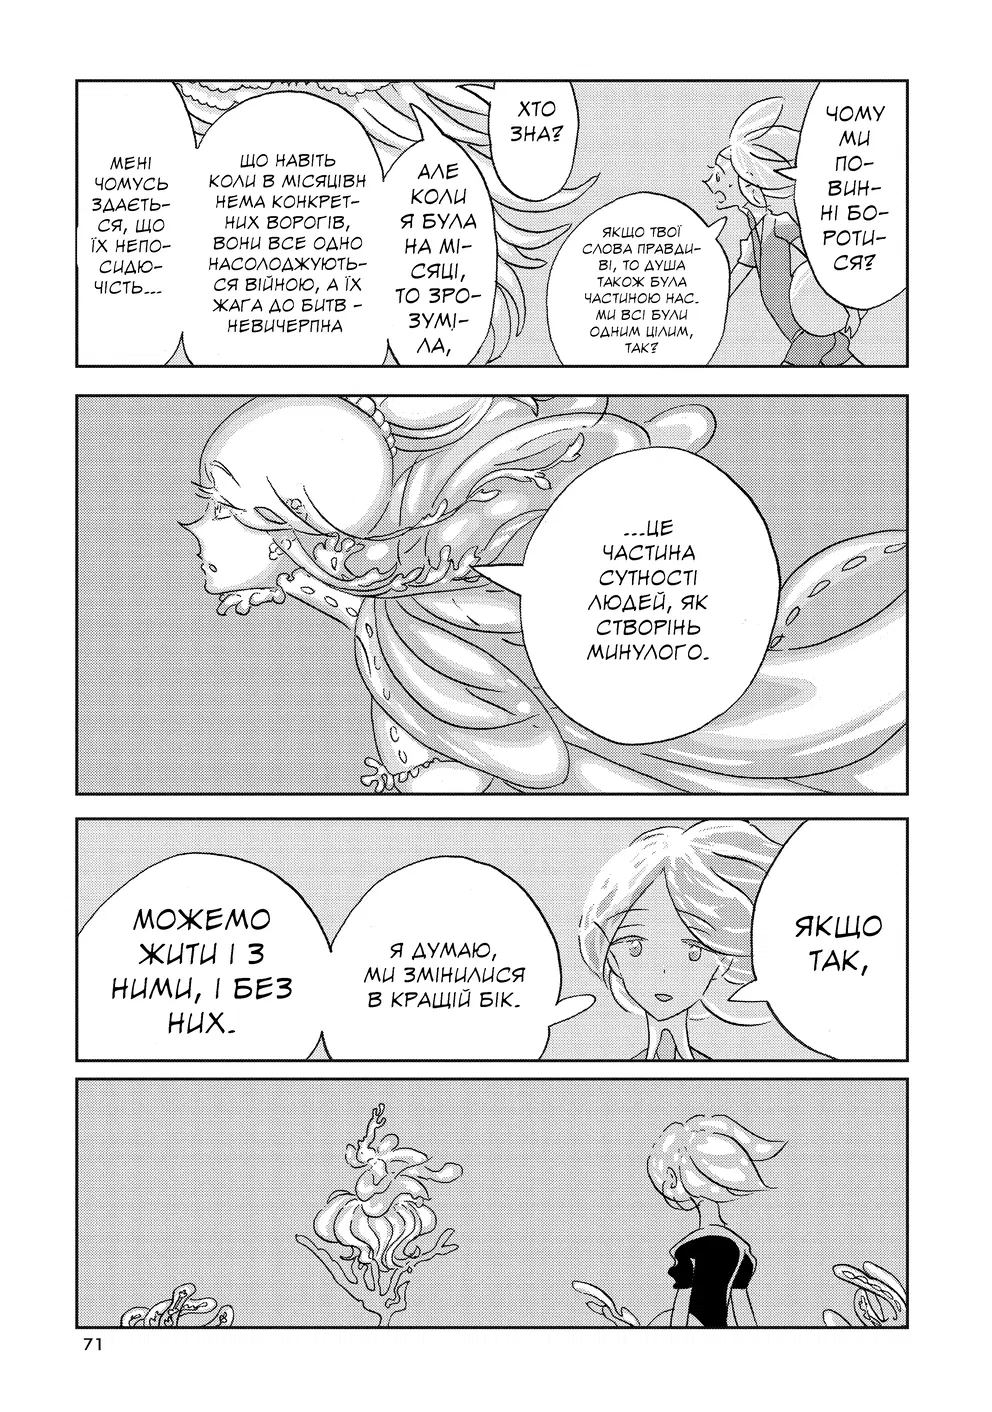 ЧОМУ
МИ
ПО-
ВИН-
НІ БО-
РОТИ-
СЯ?
ЯКЩО ТВОЇ
СЛОВА ПРАВДИ-
ВІ, ТО ДУША
ТАКОЖ БУЛА
ЧАСТИНОЮ НАС.
МИ ВСІ БУЛИ
ОДНИМ ЦІЛИМ,
ТАК?
ХТО
ЗНА?
АЛЕ
КОЛИ
Я БУЛА
НА МІ-
СЯЦІ,
ТО ЗРО-
ЗУМІ-
ЛА,
ЩО НАВІТЬ
КОЛИ В МІСЯЦІВН
НЕМА КОНКРЕТ-
НИХ ВОРОГІВ,
ВОНИ ВСЕ ОДНО
НАСОЛОДЖУЮТЬ-
СЯ ВІЙНОЮ, А ЇХ
ЖАГА ДО БИТВ -
НЕВИЧЕРПНА
МЕНІ
ЧОМУСЬ
ЗДАЄТЬ-
СЯ, ЩО
ЇХ НЕПО-
СИДЮ-
ЧІСТЬ...
...ЦЕ
ЧАСТИНА
СУТНОСТІ
ЛЮДЕЙ, ЯК
СТВОРІНЬ
МИНУЛОГО.
ЯКЩО
ТАК,
Я ДУМАЮ,
МИ ЗМІНИЛИСЯ
В КРАЩІЙ БІК.
МОЖЕМО
ЖИТИ І З
НИМИ, І БЕЗ
НИХ.
71